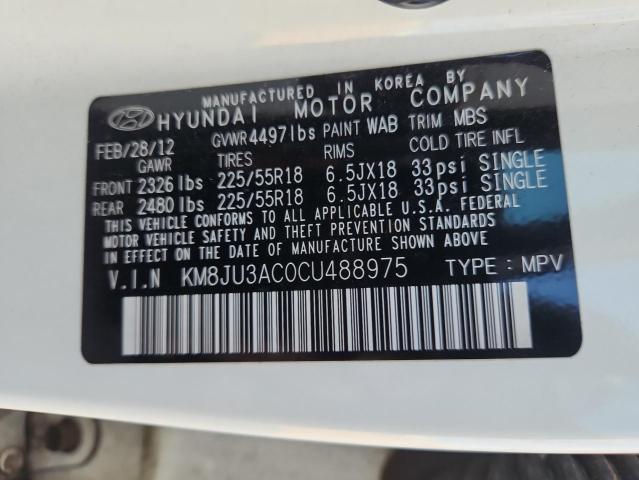 MANUFACTURED IN KOREA BY
HYUNDAI MOTOR COMPANY
FEB/28/12 GVWR 4497lbs PAINT WAB TRIM MBS
GAWR TIRES RIMS COLD TIRE INFL
FRONT 2326 lbs 225/55R18 6.5JX18 33psi SINGLE
REAR 2480 lbs 225/55R18 6.5JX18 33psi SINGLE
THIS VEHICLE CONFORMS TO ALL APPLICABLE U.S.A. FEDERAL
MOTOR VEHICLE SAFETY AND THEFT PREVENTION STANDARDS
IN EFFECT ON THE DATE OF MANUFACTURE SHOWN ABOVE
V.I.N KM8JU3AC0CU488975 TYPE : MPV